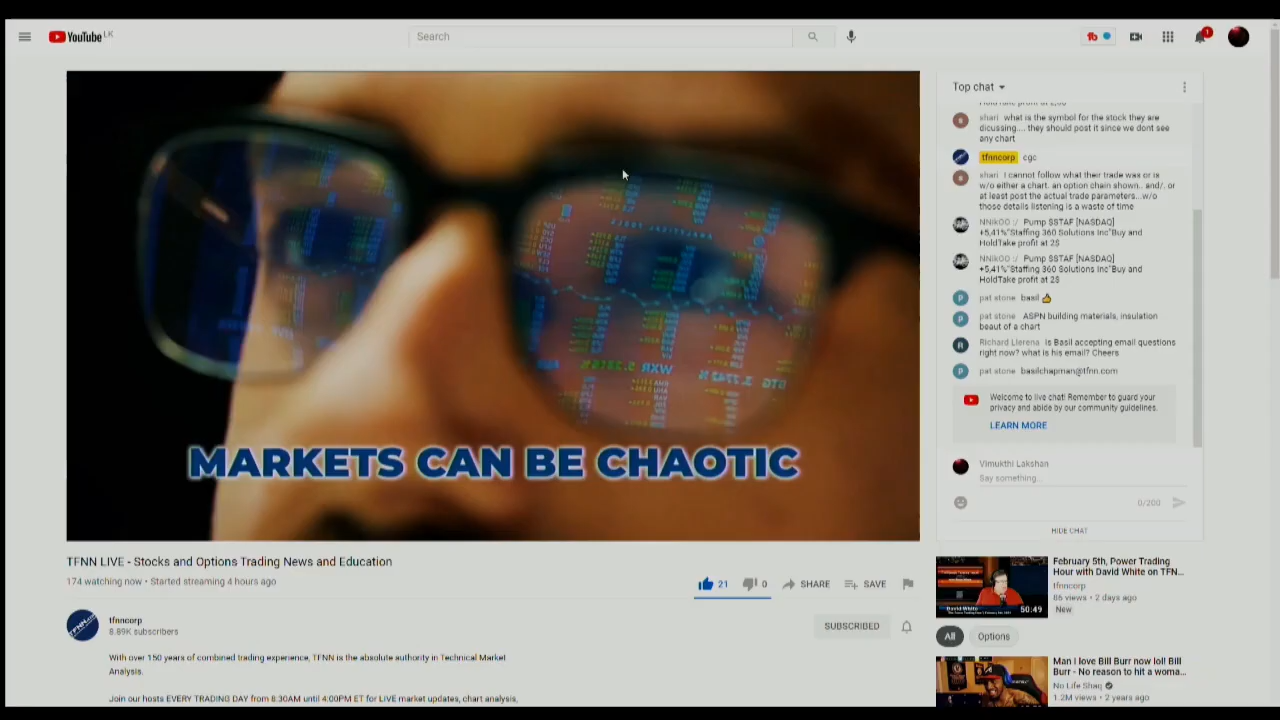 YouTube LK
Search
1
Top chat
shari what is the symbol for the stock they are
dicussing.... they should post it since we dont see
any chart
tfnncorp cgc
shari I cannot follow what their trade was or is
w/o either a chart. an option chain shown.. and/. or
at least post the actual trade parameters...w/o
those details listening is a waste of time
NNikOO :/ Pump $STAF [NASDAQ]
+5,41%"Staffing 360 Solutions Inc"Buy and
HoldTake profit at 2$
NNikOO :/ Pump $STAF [NASDAQ]
+5,41%"Staffing 360 Solutions Inc"Buy and
HoldTake profit at 2$
pat stone basil 👍
pat stone ASPN building materials, insulation
beaut of a chart
Richard Llerena Is Basil accepting email questions
right now? what is his email? Cheers
pat stone basilchapman@tfnn.com
Welcome to live chat! Remember to guard your
privacy and abide by our community guidelines.
LEARN MORE
Vimukthi Lakshan
Say something...
0/200
HIDE CHAT
MARKETS CAN BE CHAOTIC
TFNN LIVE - Stocks and Options Trading News and Education
174 watching now • Started streaming 4 hours ago
21 0 SHARE SAVE
tfnncorp
8.89K subscribers
SUBSCRIBED
With over 150 years of combined trading experience, TFNN is the absolute authority in Technical Market
Analysis.
Join our hosts EVERY TRADING DAY from 8:30AM until 4:00PM ET for LIVE market updates, chart analysis,
David White
50:49
February 5th, Power Trading
Hour with David White on TFN...
tfnncorp
86 views • 2 days ago
New
All Options
Man I love Bill Burr now lol! Bill
Burr - No reason to hit a woma...
No Life Shaq
1.2M views • 2 years ago